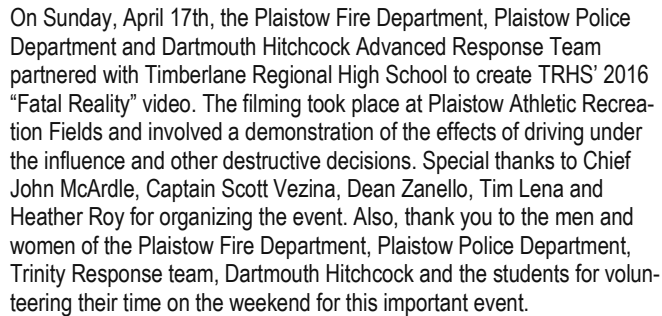 On Sunday, April 17th, the Plaistow Fire Department, Plaistow Police
Department and Dartmouth Hitchcock Advanced Response Team
partnered with Timberlane Regional High School to create TRHS’ 2016
“Fatal Reality” video. The filming took place at Plaistow Athletic Recrea-
tion Fields and involved a demonstration of the effects of driving under
the influence and other destructive decisions. Special thanks to Chief
John McArdle, Captain Scott Vezina, Dean Zanello, Tim Lena and
Heather Roy for organizing the event. Also, thank you to the men and
women of the Plaistow Fire Department, Plaistow Police Department,
Trinity Response team, Dartmouth Hitchcock and the students for volun-
teering their time on the weekend for this important event.